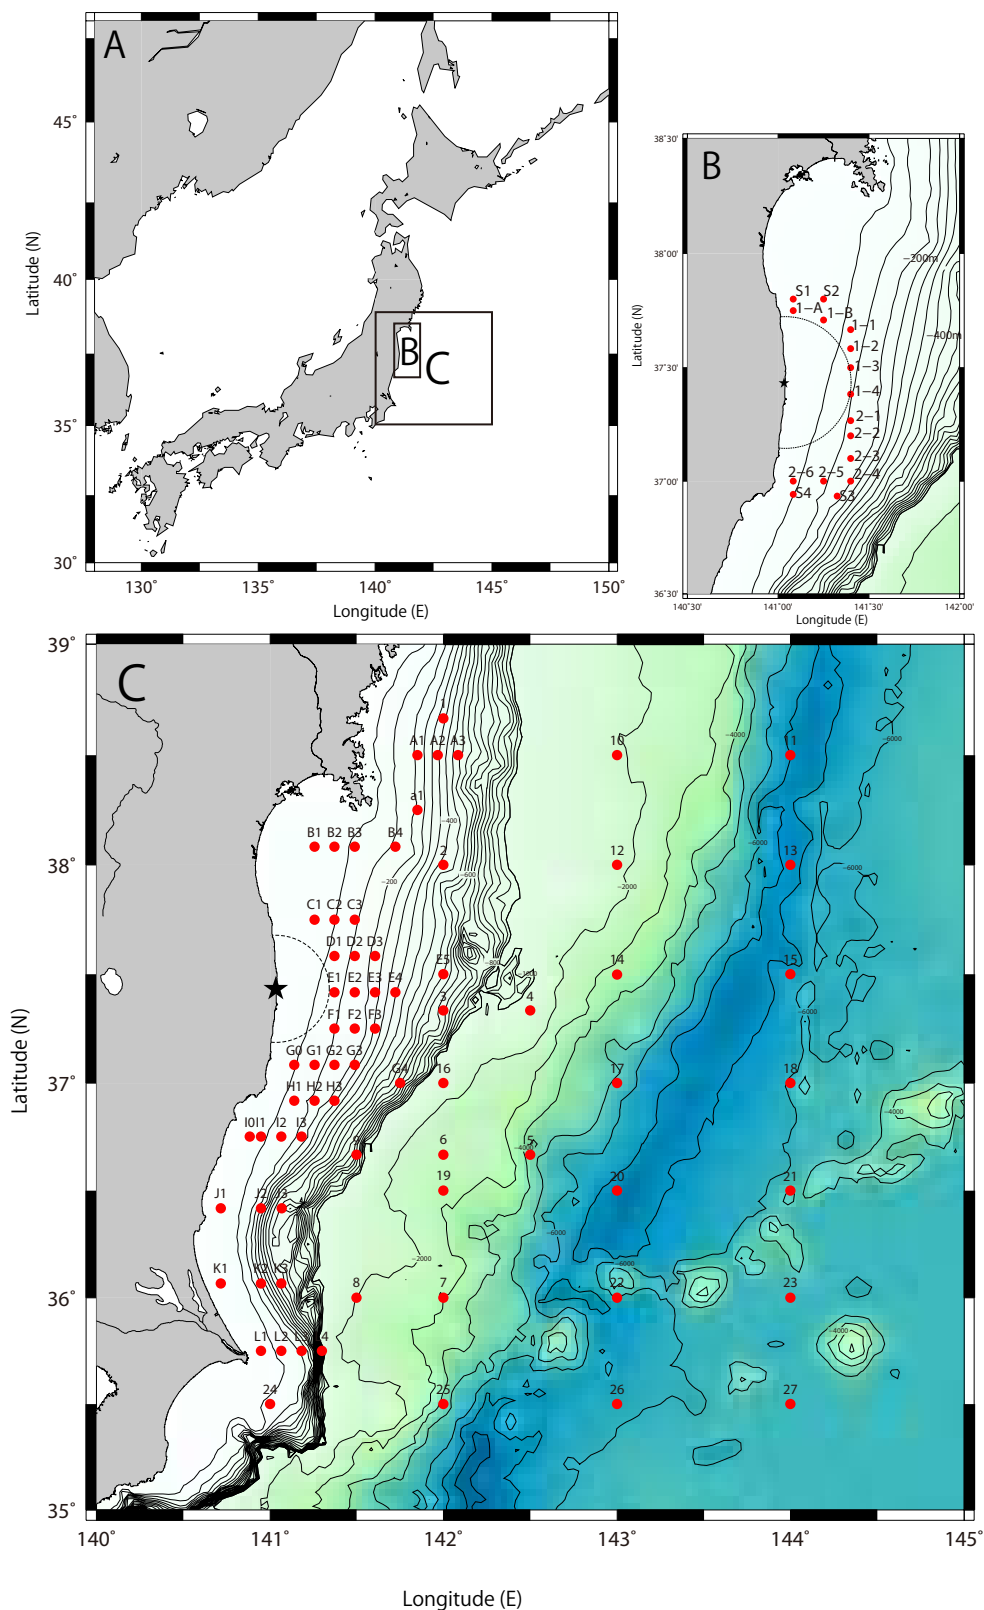 A
45˚
40˚
35˚
30˚
Latitude (N)
B
C
130˚ 135˚ 140˚ 145˚ 150˚
Longitude (E)
B
38˚30'
38˚00'
37˚30'
37˚00'
36˚30'
Latitude (N)
−200m
−400m
S1 S2
1−A
1−B
1−1
1−2
1−3
1−4
2−1
2−2
2−3
2−6 2−5 2−4
S4 S3
140˚30' 141˚00' 141˚30' 142˚00'
Longitude (E)
C
39˚
38˚
37˚
36˚
35˚
Latitude (N)
1
A1 A2 A3 10 11
−4000
−6000
a1
−400
B1 B2 B3 B4
2 12 13
−6000
−6000
−200
−600
−2000
C1 C2 C3
D1 D2 D3
−800
E5 14 15
−1000
E1 E2 E3 E4
3 4
−6000
F1 F2 F3
G0 G1 G2 G3
G4 16 17 18
H1 H2 H3
−4000
I0 I1 I2 I3
6 5
−4000
9
19 20 21
J1 J2 J3
−6000
−2000
−6000
K1 K2 K3
8 7 22 23
−4000
L1 L2 L3 L4
24 25 26 27
140˚ 141˚ 142˚ 143˚ 144˚ 145˚
Longitude (E)